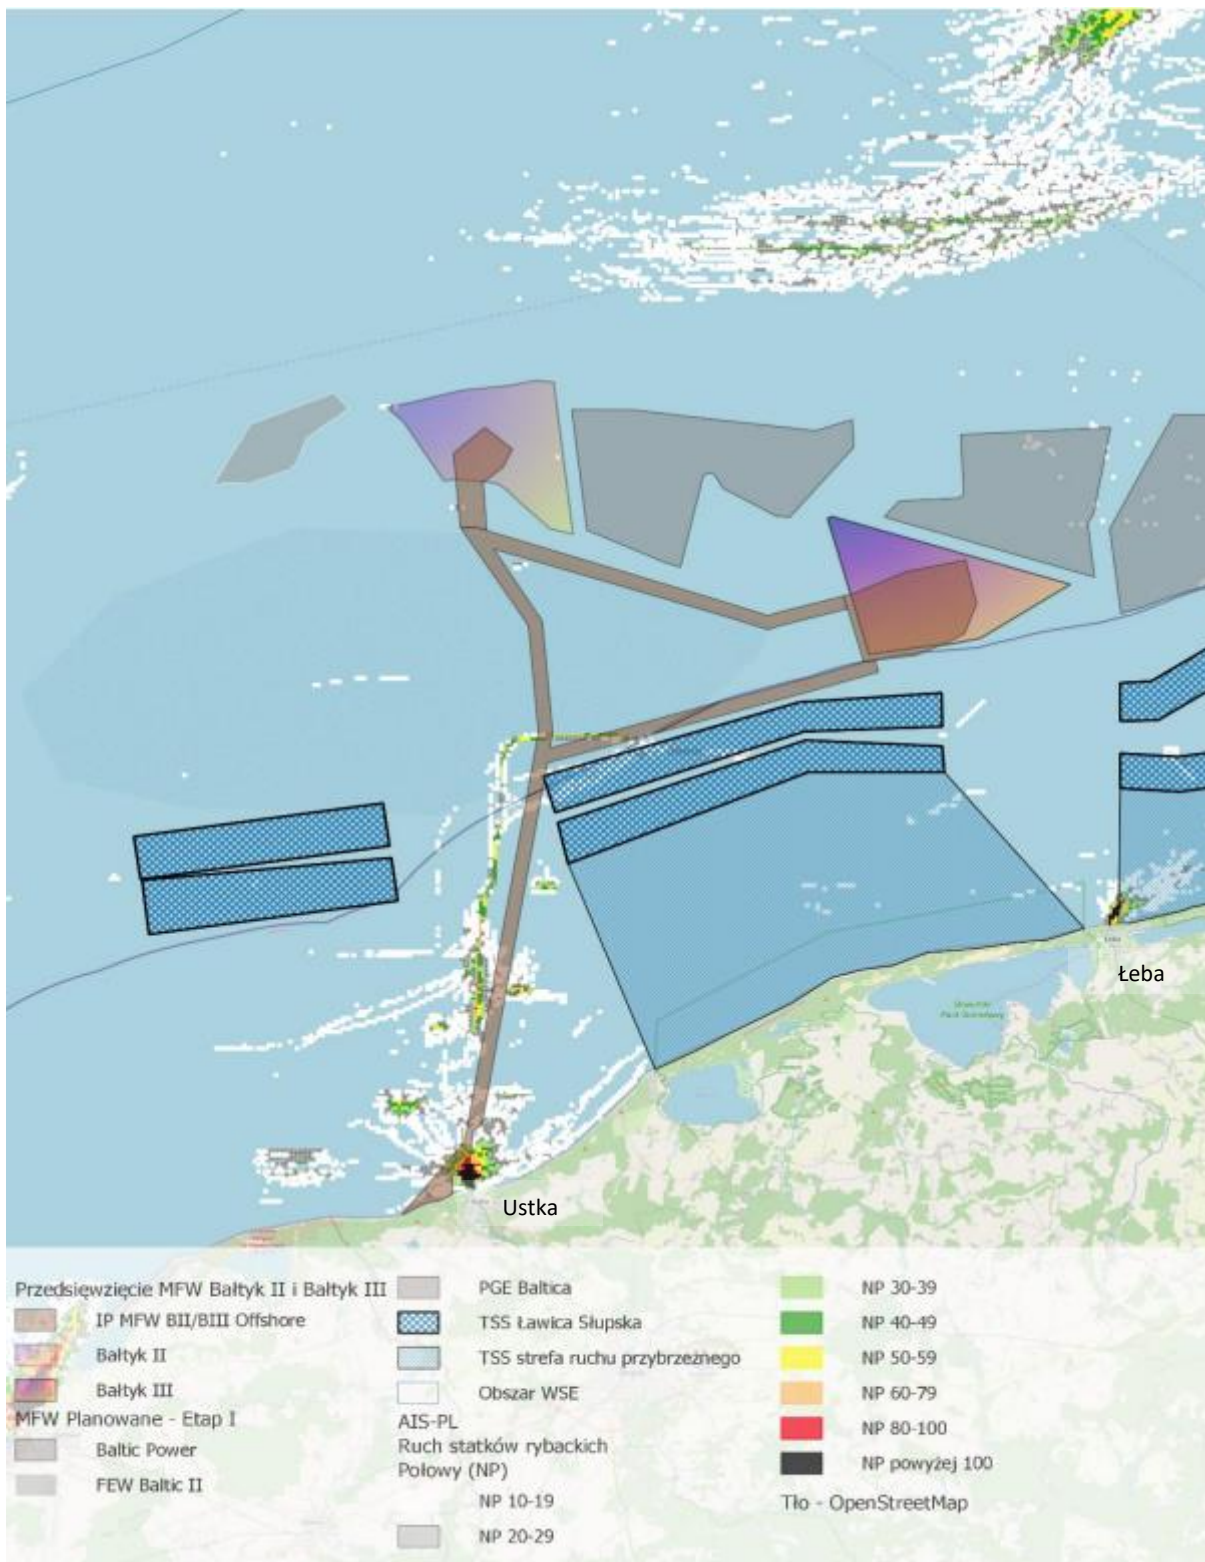 Łeba
Ustka
Przedsięwzięcie MFW Bałtyk II i Bałtyk III
IP MFW BII/BIII Offshore
Bałtyk II
Bałtyk III
MFW Planowane - Etap I
Baltic Power
FEW Baltic II
PGE Baltica
TSS Ławica Słupska
TSS strefa ruchu przybrzeżnego
Obszar WSE
AIS-PL
Ruch statków rybackich
Połowy (NP)
NP 10-19
NP 20-29
NP 30-39
NP 40-49
NP 50-59
NP 60-79
NP 80-100
NP powyżej 100
Tło - OpenStreetMap